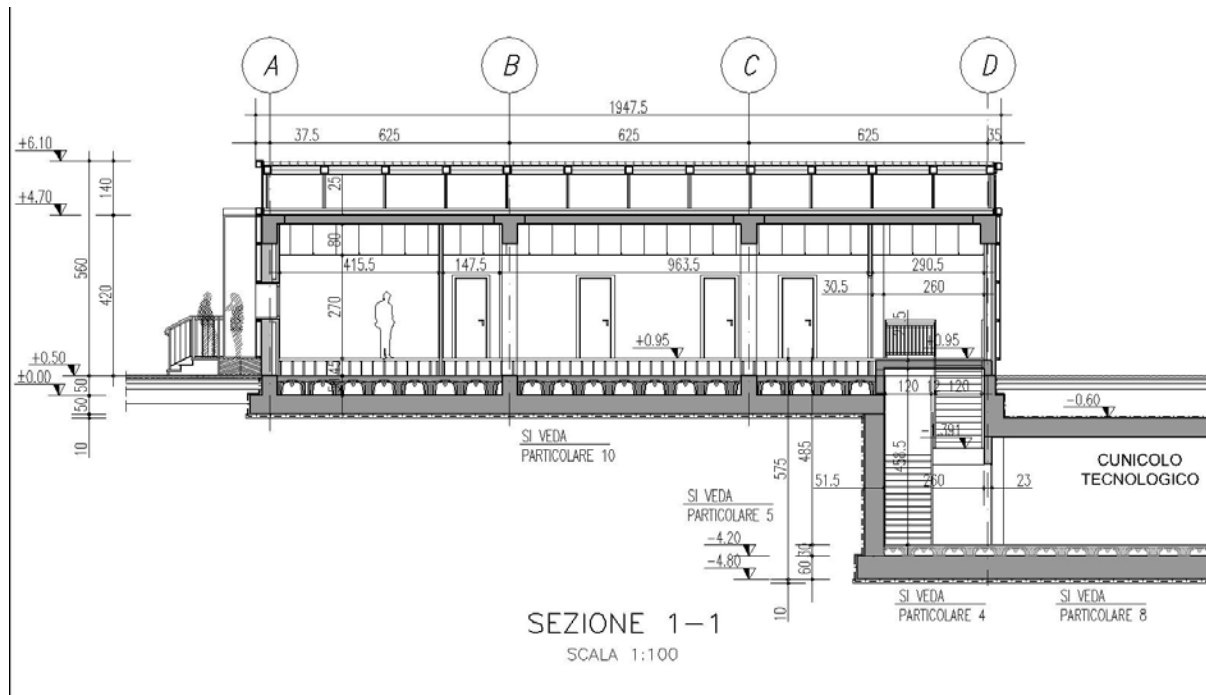 A B C D
1947.5
37.5 625 625 625 35
+6.10
140
25
+4.70
80
415.5 147.5 963.5 290.5
560
420
30.5 260
270
+0.95 +0.95
+0.50
45
±0.00
50
120 12 120
50
-0.60
10
SI VEDA
PARTICOLARE 10
485
575
458.5
CUNICOLO
TECNOLOGICO
51.5 260 23
SI VEDA
PARTICOLARE 5
-4.20
30
-4.80
60
10
SI VEDA
PARTICOLARE 4
SI VEDA
PARTICOLARE 8
SEZIONE 1-1
SCALA 1:100